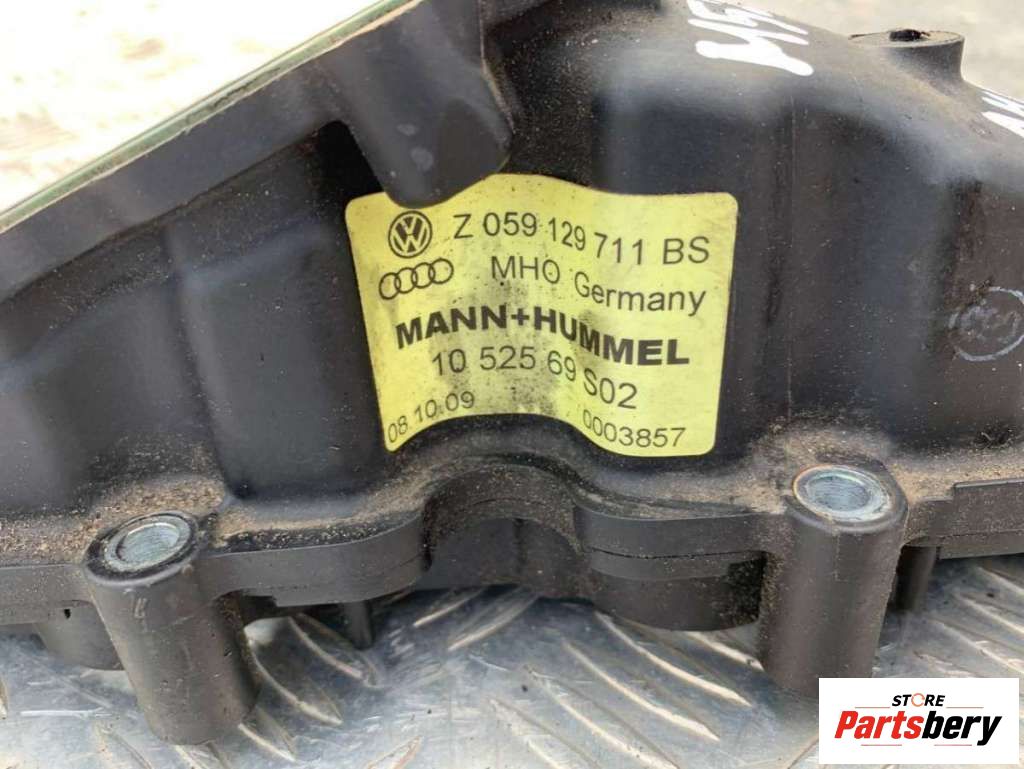 Z 059 129 711 BS
MHO Germany
MANN+HUMMEL
10 525 69 S02
08.10.09 0003857
STORE
Partsbery